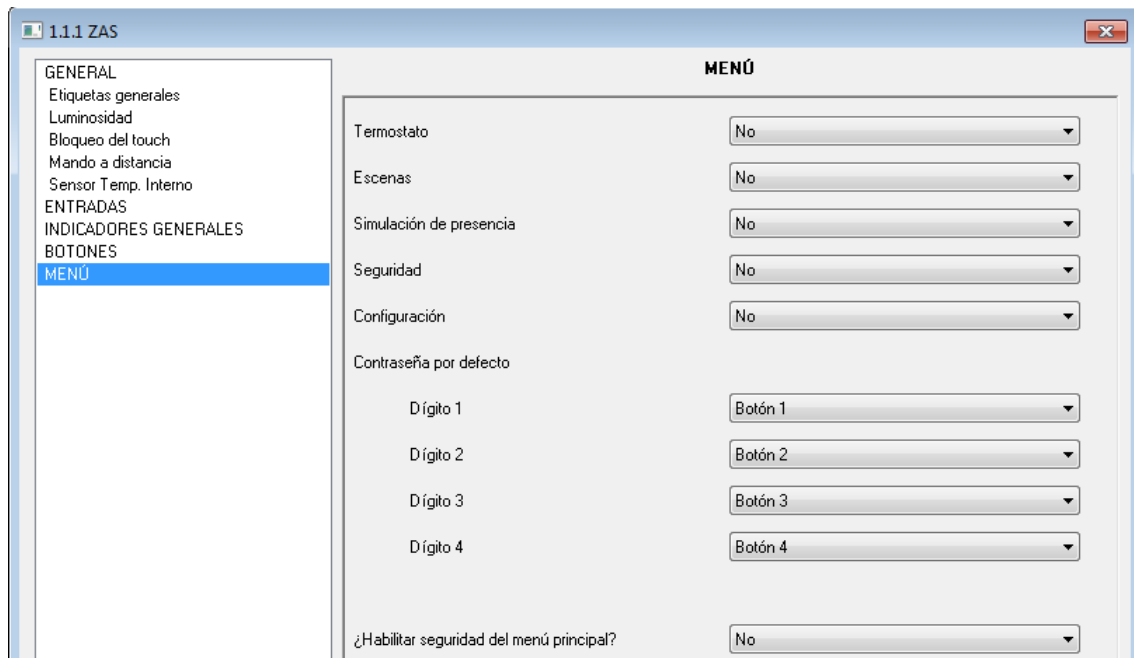 1.1.1 ZAS
GENERAL
Etiquetas generales
Luminosidad
Bloqueo del touch
Mando a distancia
Sensor Temp. Interno
ENTRADAS
INDICADORES GENERALES
BOTONES
MENÚ
MENÚ
Termostato No
Escenas No
Simulación de presencia No
Seguridad No
Configuración No
Contraseña por defecto
Dígito 1 Botón 1
Dígito 2 Botón 2
Dígito 3 Botón 3
Dígito 4 Botón 4
¿Habilitar seguridad del menú principal? No